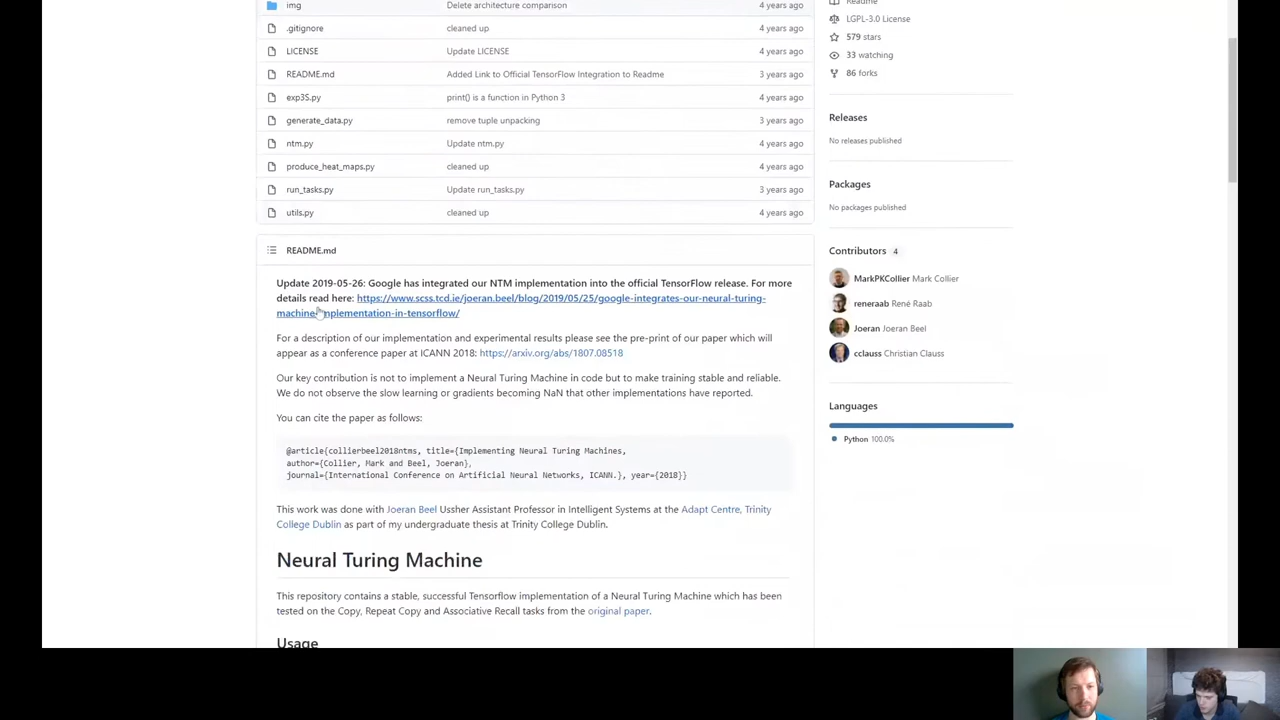 img Delete architecture comparison 4 years ago
.gitignore cleaned up 4 years ago
LICENSE Update LICENSE 4 years ago
README.md Added Link to Official TensorFlow Integration to Readme 3 years ago
exp3S.py print() is a function in Python 3 4 years ago
generate_data.py remove tuple unpacking 3 years ago
ntm.py Update ntm.py 4 years ago
produce_heat_maps.py cleaned up 4 years ago
run_tasks.py Update run_tasks.py 3 years ago
utils.py cleaned up 4 years ago
README.md
Update 2019-05-26: Google has integrated our NTM implementation into the official TensorFlow release. For more
details read here: https://www.scss.tcd.ie/joeran.beel/blog/2019/05/25/google-integrates-our-neural-turing-
machine-implementation-in-tensorflow/
For a description of our implementation and experimental results please see the pre-print of our paper which will
appear as a conference paper at ICANN 2018: https://arxiv.org/abs/1807.08518
Our key contribution is not to implement a Neural Turing Machine in code but to make training stable and reliable.
We do not observe the slow learning or gradients becoming NaN that other implementations have reported.
You can cite the paper as follows:
@article{collierbeel2018ntms, title={Implementing Neural Turing Machines,
author={Collier, Mark and Beel, Joeran},
journal={International Conference on Artificial Neural Networks, ICANN.}, year={2018}}
This work was done with Joeran Beel Ussher Assistant Professor in Intelligent Systems at the Adapt Centre, Trinity
College Dublin as part of my undergraduate thesis at Trinity College Dublin.
Neural Turing Machine
This repository contains a stable, successful Tensorflow implementation of a Neural Turing Machine which has been
tested on the Copy, Repeat Copy and Associative Recall tasks from the original paper.
Usage
Readme
LGPL-3.0 License
579 stars
33 watching
86 forks
Releases
No releases published
Packages
No packages published
Contributors 4
MarkPKCollier Mark Collier
reneraab René Raab
Joeran Joeran Beel
cclauss Christian Clauss
Languages
Python 100.0%